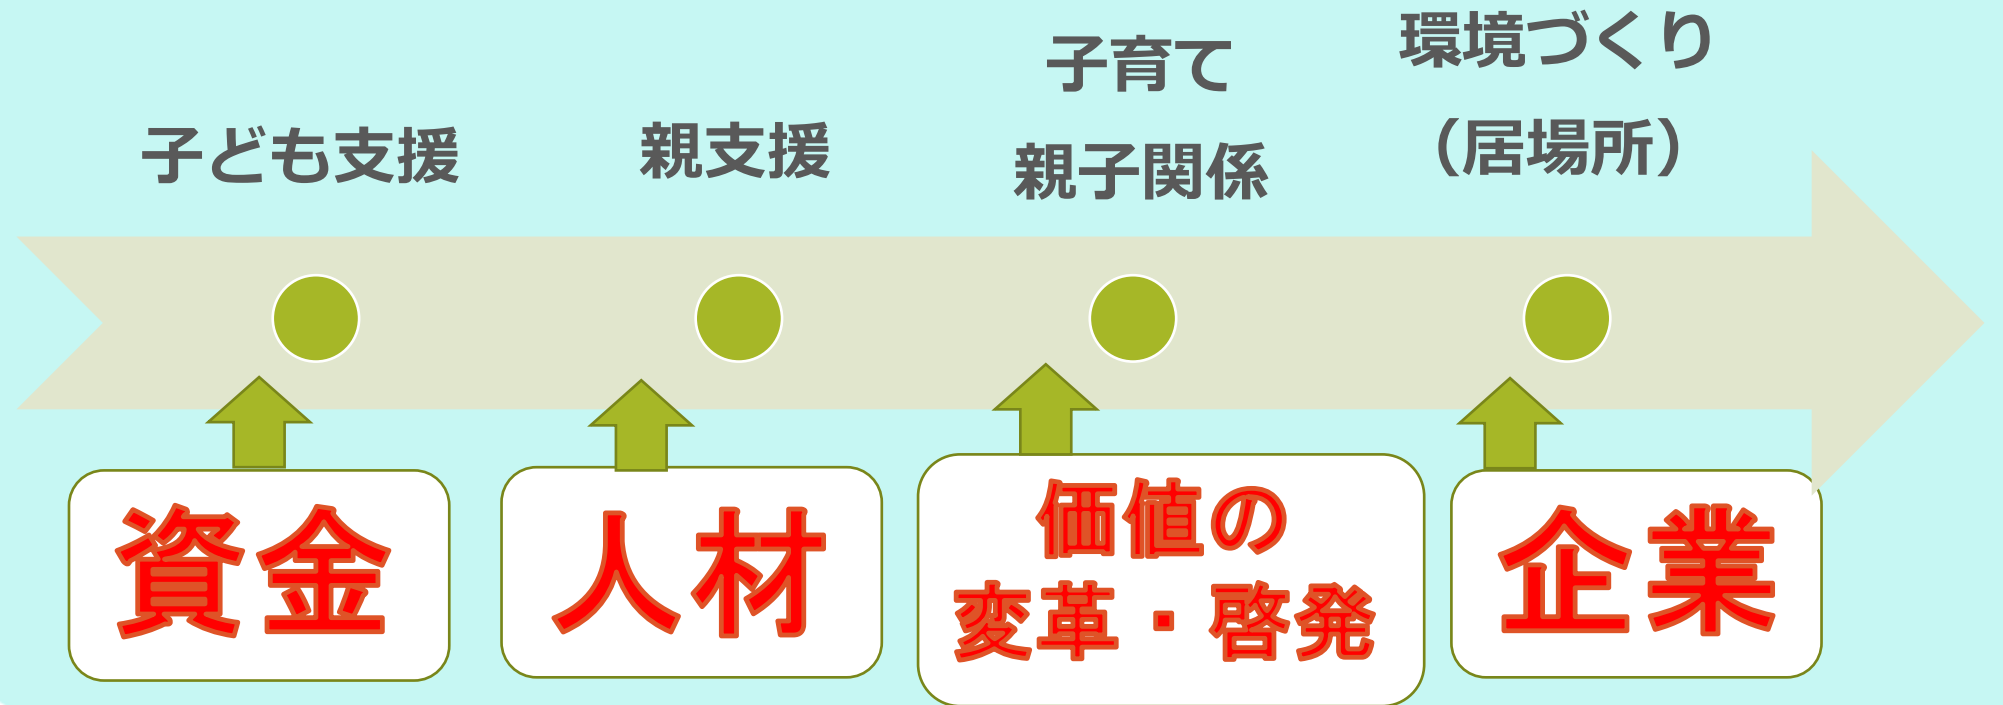 子ども支援
親支援
子育て
親子関係
環境づくり
（居場所）
資金
人材
価値の
変革・啓発
企業